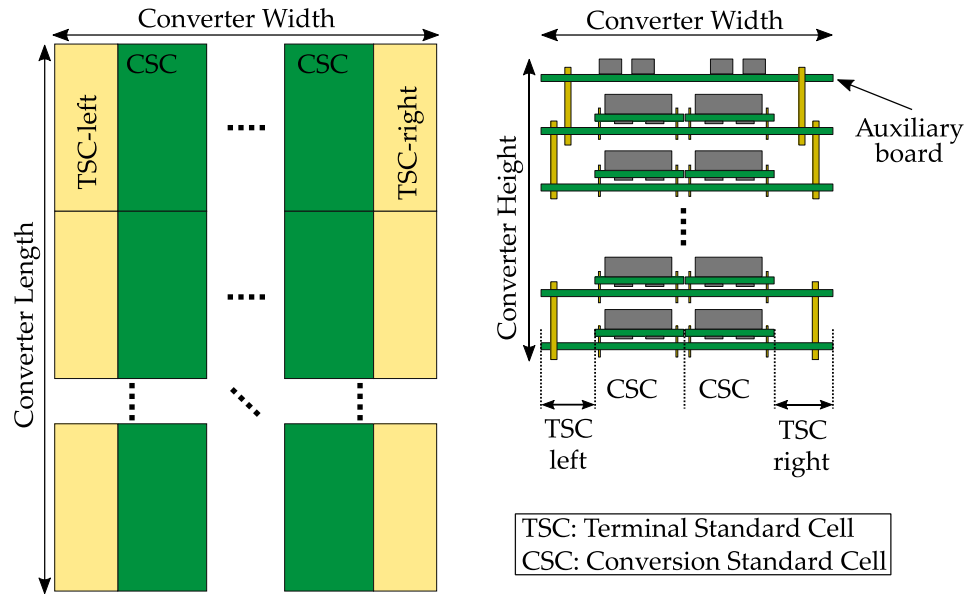 Converter Width
CSC
CSC
TSC-left
TSC-right
Converter Length
Converter Width
Auxiliary
board
Converter Height
CSC
CSC
TSC
left
TSC
right
TSC: Terminal Standard Cell
CSC: Conversion Standard Cell